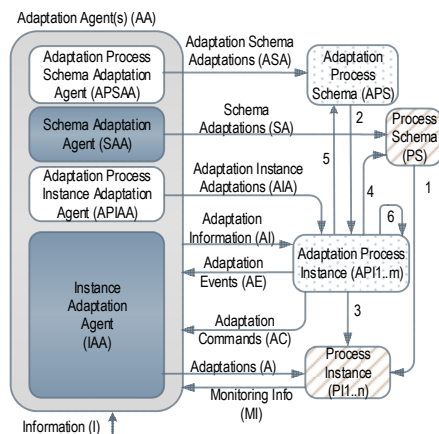 Adaptation Agent(s) (AA)
Adaptation Process
Schema Adaptation
Agent (APSAA)
Schema Adaptation
Agent (SAA)
Adaptation Process
Instance Adaptation
Agent (APIAA)
Instance
Adaptation
Agent
(IAA)
Information (I)
Adaptation Schema
Adaptations (ASA)
Schema
Adaptations (SA)
Adaptation Instance
Adaptations (AIA)
Adaptation
Information (AI)
Adaptation
Events (AE)
Adaptation
Commands (AC)
Adaptations (A)
Monitoring Info
(MI)
Adaptation
Process
Schema (APS)
2
Process
Schema
(PS)
5
4
1
6
Adaptation Process
Instance (API1..m)
3
Process
Instance
(PI1..n)